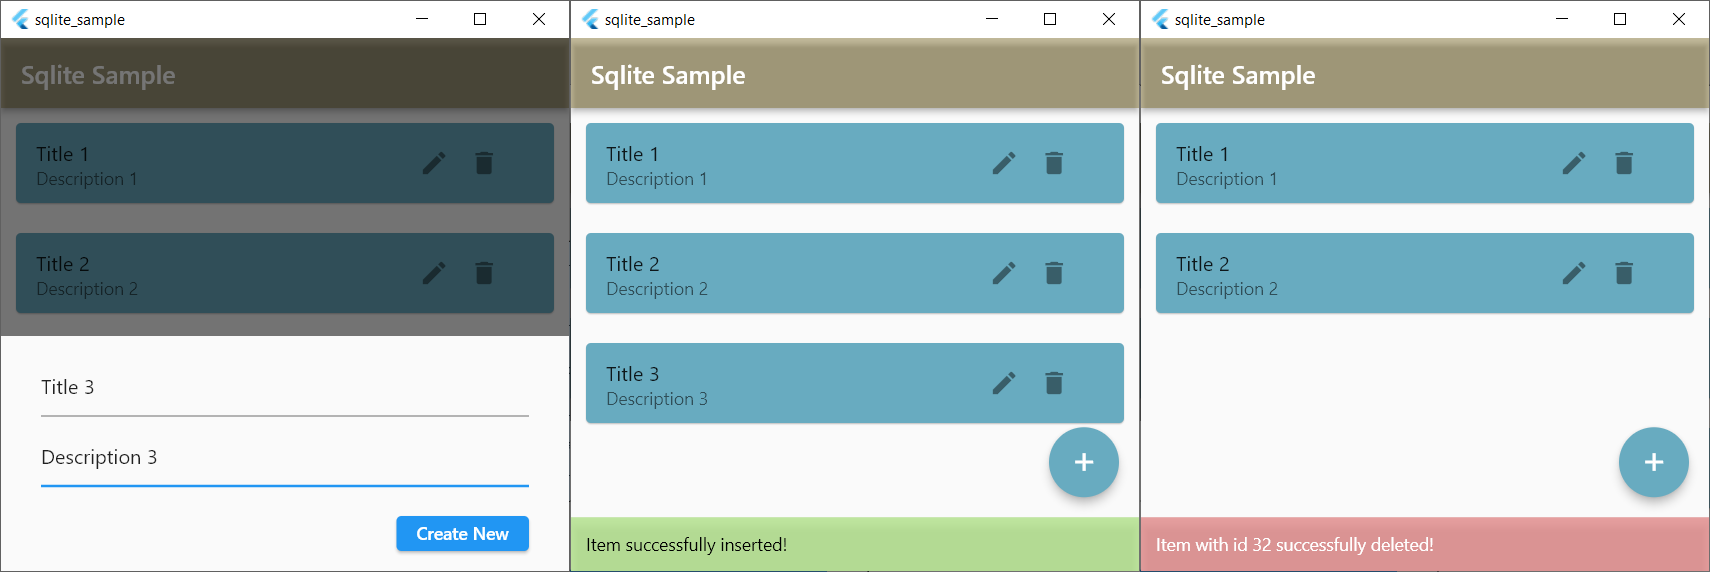 sqlite_sample
Sqlite Sample
Title 1
Description 1
Title 2
Description 2
Title 3
Description 3
Create New
sqlite_sample
Sqlite Sample
Title 1
Description 1
Title 2
Description 2
Title 3
Description 3
Item successfully inserted!
sqlite_sample
Sqlite Sample
Title 1
Description 1
Title 2
Description 2
Item with id 32 successfully deleted!